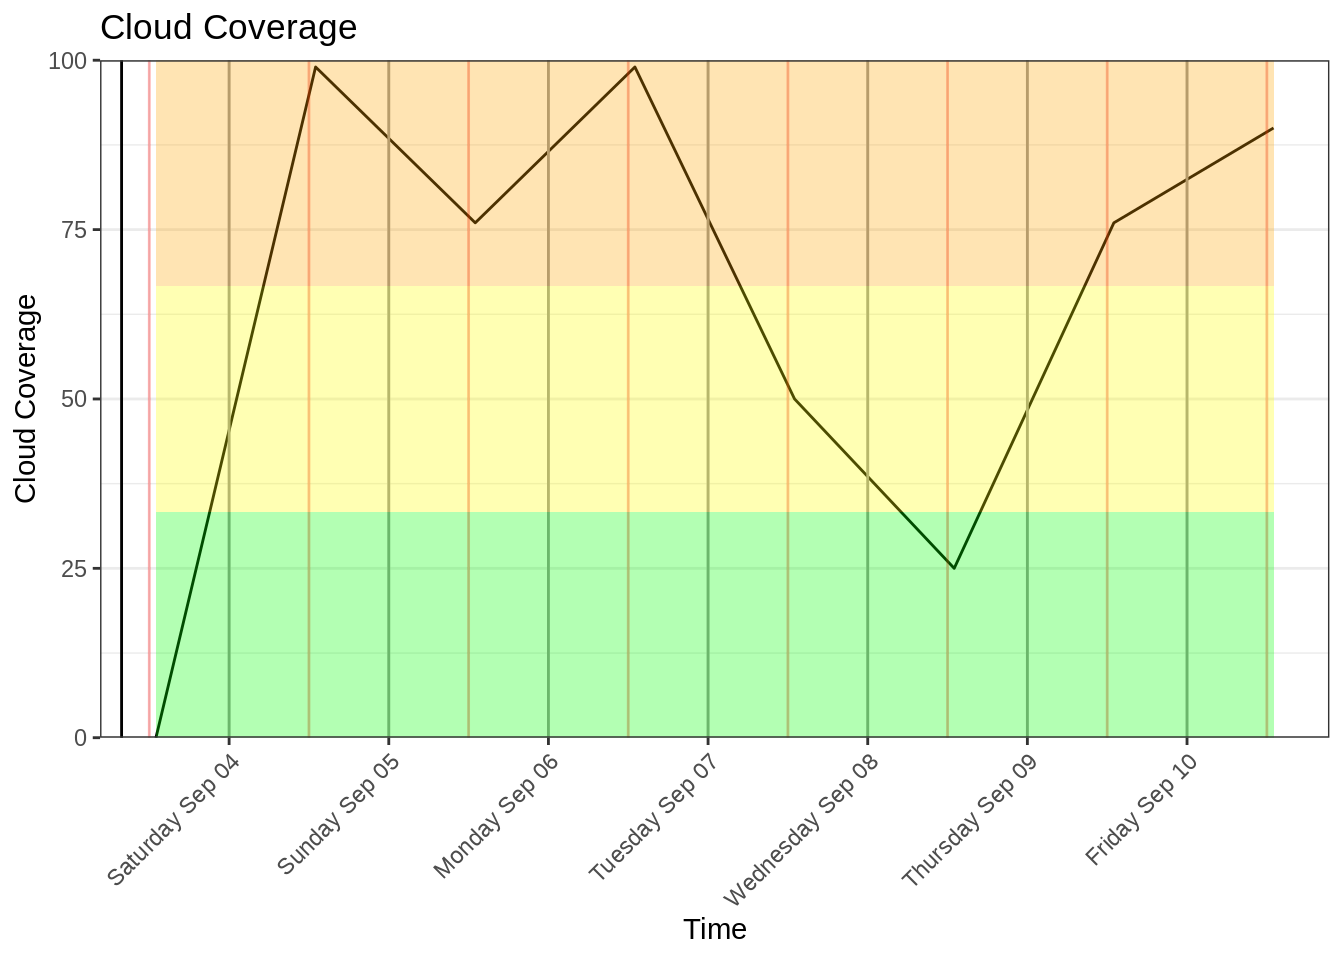 Cloud Coverage
Cloud Coverage
100
75
50
25
0
Saturday Sep 04
Sunday Sep 05
Monday Sep 06
Tuesday Sep 07
Wednesday Sep 08
Thursday Sep 09
Friday Sep 10
Time